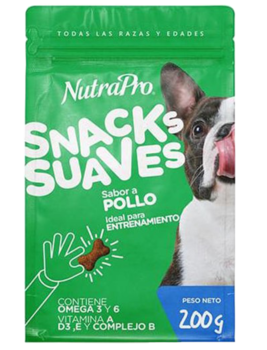 TODAS LAS RAZAS Y EDADES
NutraPro
SNACKS
SUAVES
Sabor a
POLLO
Ideal para
ENTRENAMIENTO
CONTIENE
OMEGA 3 Y 6
VITAMINA A
D3 ,E Y COMPLEJO B
PESO NETO
200g